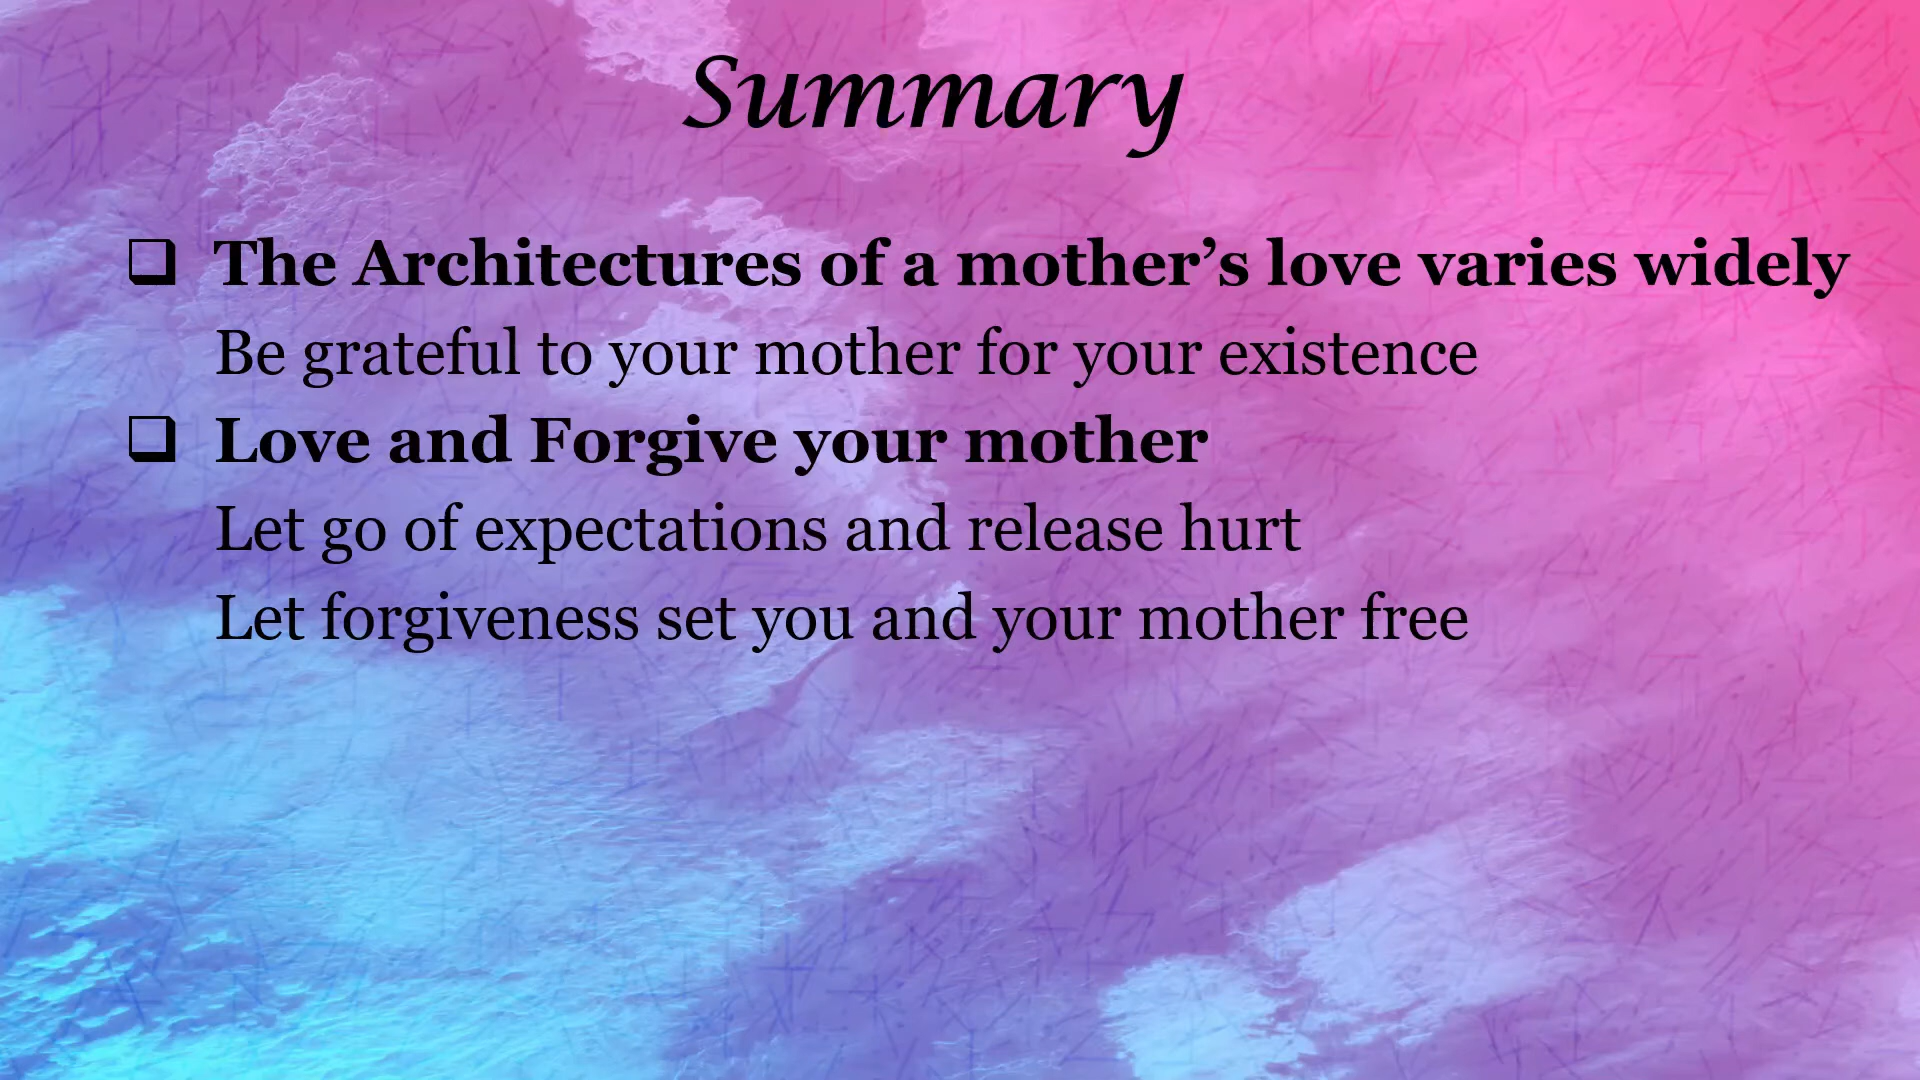 Summary
❑ The Architectures of a mother’s love varies widely
Be grateful to your mother for your existence
❑ Love and Forgive your mother
Let go of expectations and release hurt
Let forgiveness set you and your mother free